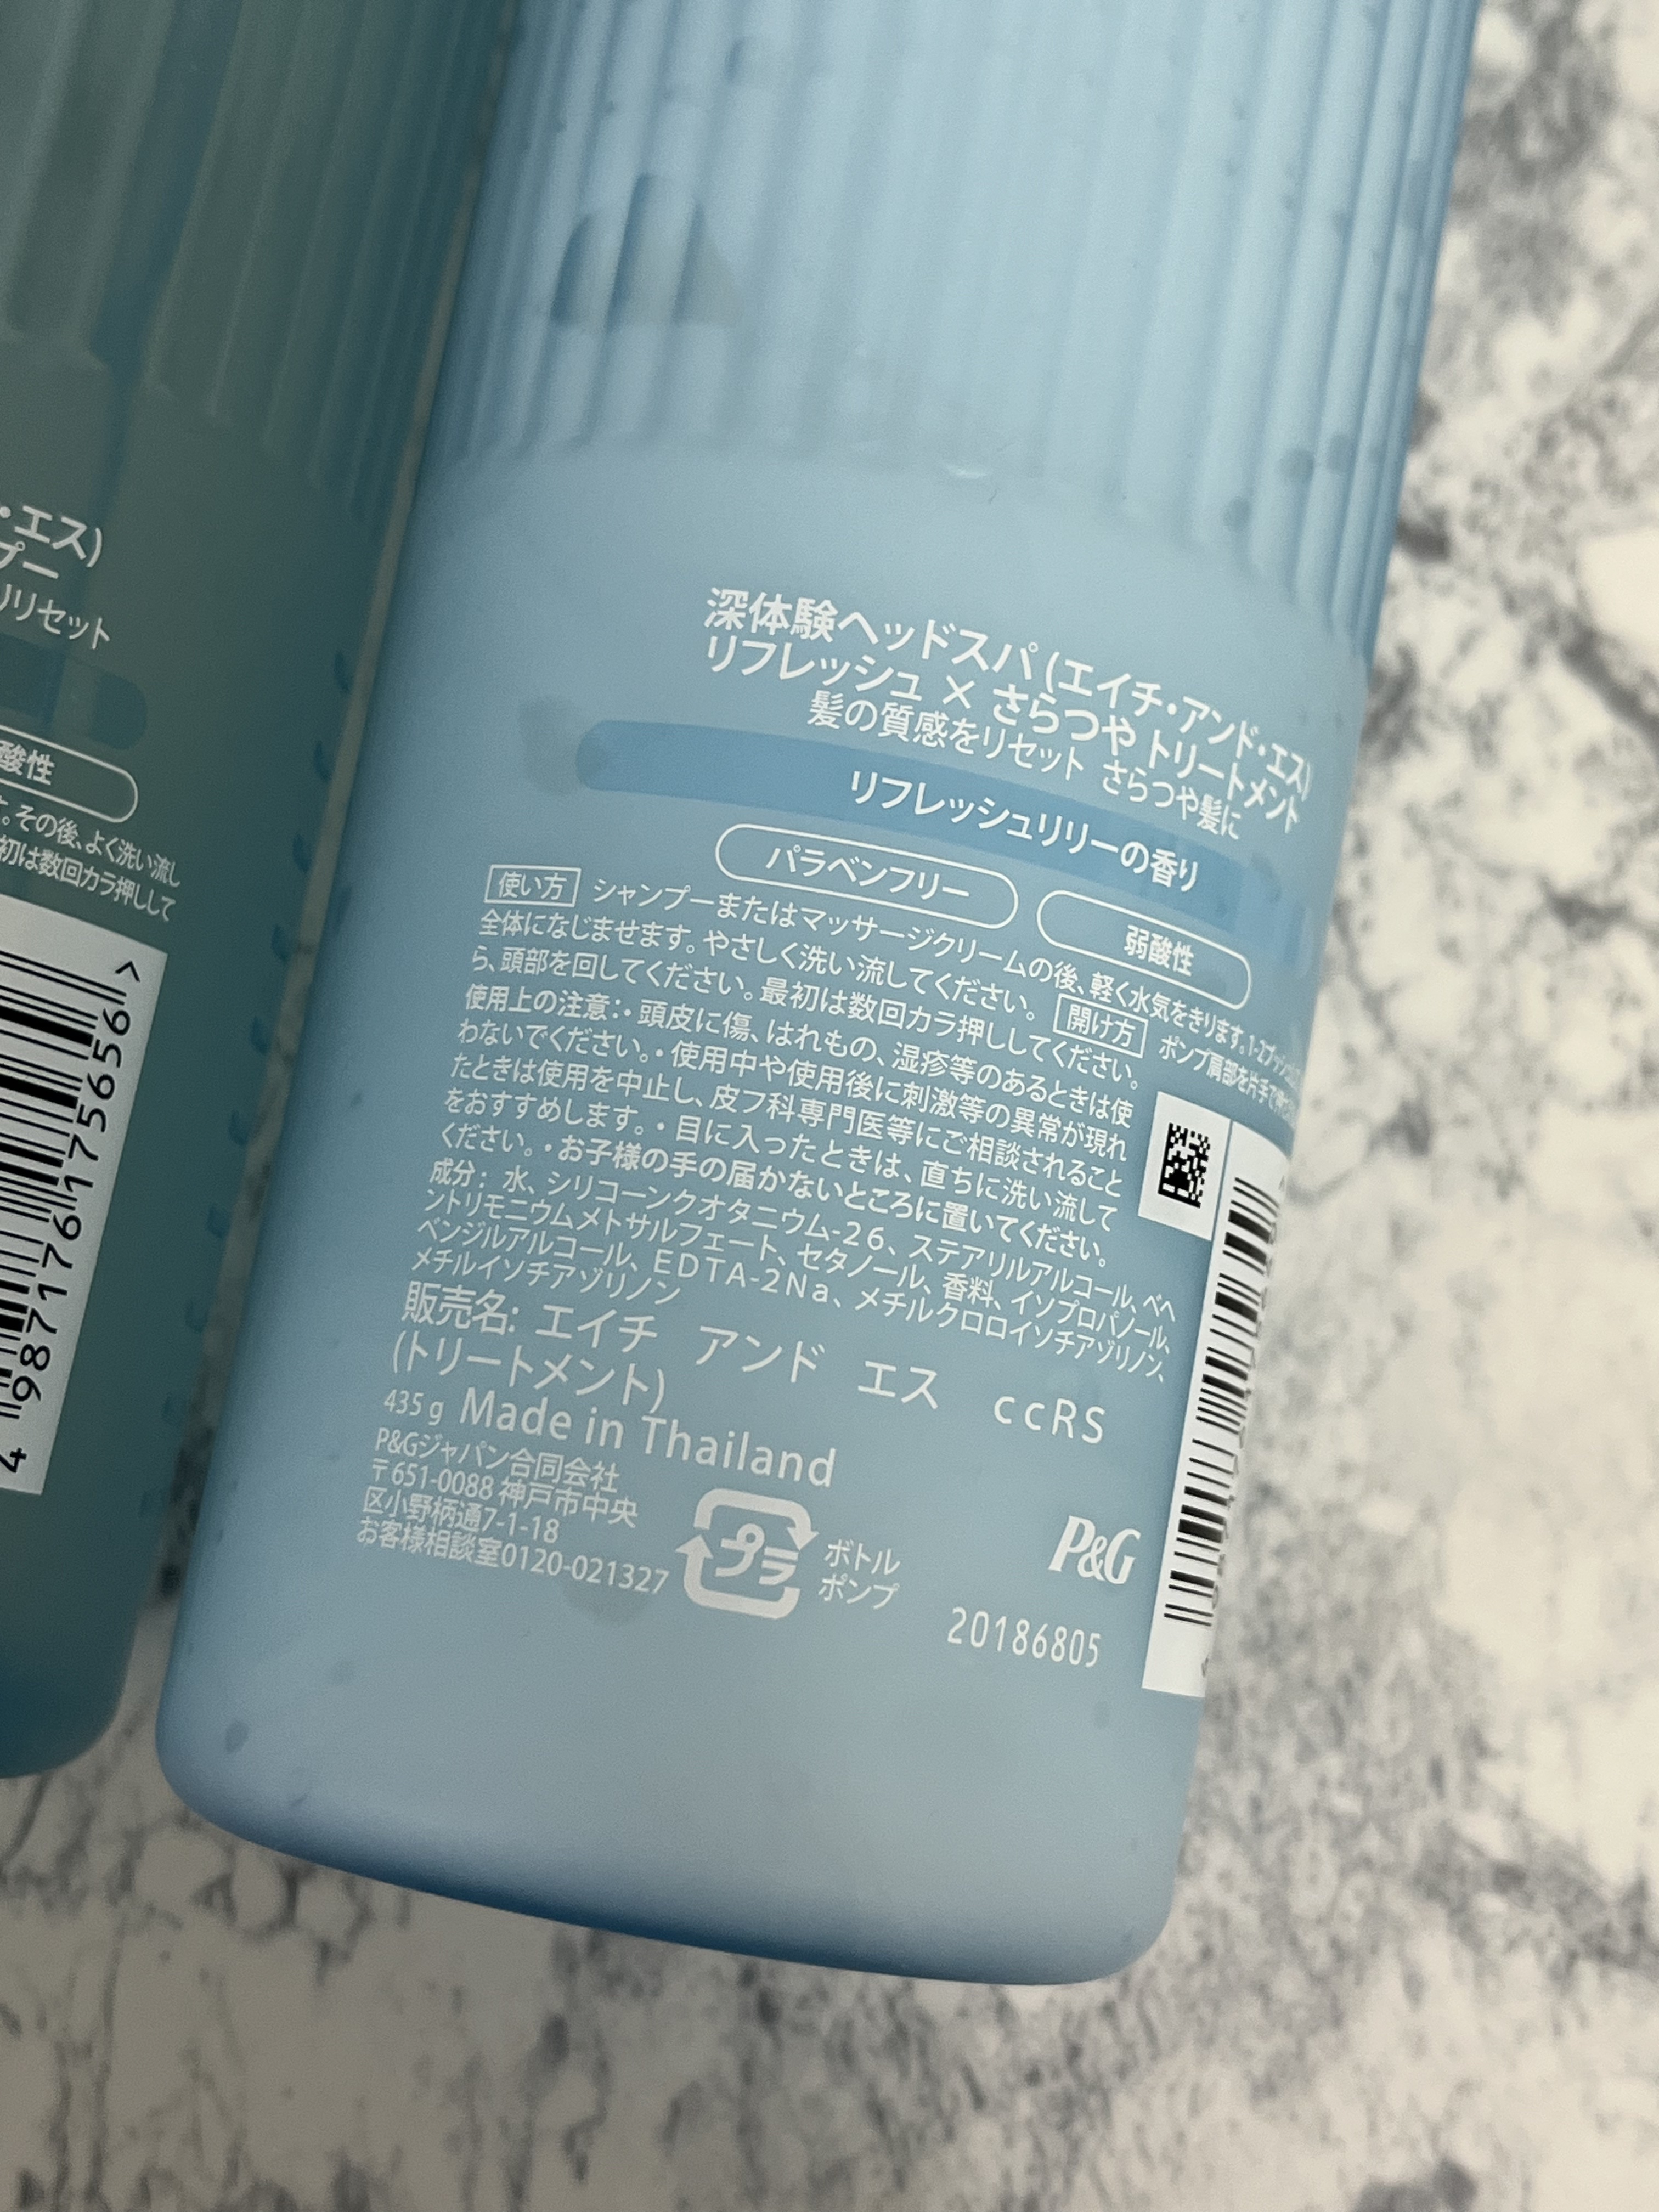 ・エス)
プー
リリセット
酸性
。その後、よく洗い流し
初は数回カラ押しして
4 987176 175656 >
深体験ヘッドスパ (エイチ・アンド・エス)
リフレッシュ × さらつや トリートメント
髪の質感をリセット さらつや髪に
リフレッシュリリーの香り
パラベンフリー 弱酸性
使い方 シャンプーまたはマッサージクリームの後、軽く水気をきります。1-2プッシュ
全体になじませます。やさしく洗い流してください。 開け方 ポンプ肩部を片手で
ら、頭部を回してください。最初は数回カラ押ししてください。
使用上の注意:・頭皮に傷、はれもの、湿疹等のあるときは使
わないでください。・使用中や使用後に刺激等の異常が現れ
たときは使用を中止し、皮フ科専門医等にご相談されること
をおすすめします。・目に入ったときは、直ちに洗い流して
ください。・お子様の手の届かないところに置いてください。
成分: 水、シリコーンクオタニウム-26、ステアリルアルコール、ベヘ
ントリモニウムメトサルフェート、セタノール、香料、イソプロパノール、
ベンジルアルコール、EDTA-2Na、メチルクロロイソチアゾリノン、
メチルイソチアゾリノン
販売名: エイチ アンド エス ccRS
(トリートメント)
435g Made in Thailand
P&Gジャパン合同会社
〒651-0088 神戸市中央
区小野柄通7-1-18
お客様相談室0120-021327
プラ
ボトル
ポンプ
P&G
20186805